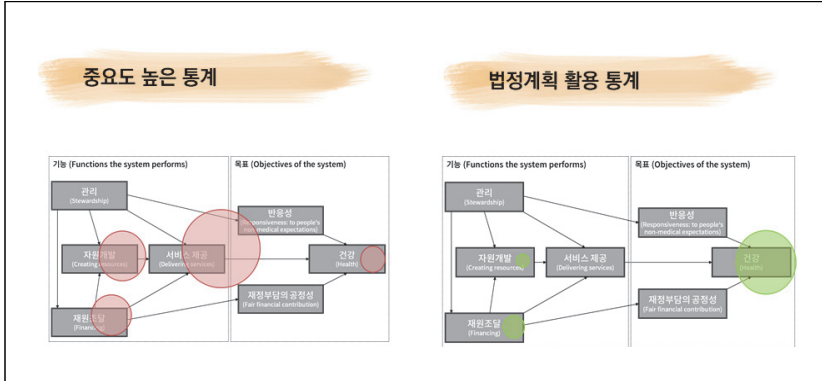 중요도 높은 통계
기능 (Functions the system performs)
목표 (Objectives of the system)
관리
(Stewardship)
반응성
(Responsiveness: to people's
non-medical expectations)
자원개발
(Creating resources)
서비스 제공
(Delivering services)
건강
(Health)
재정부담의 공정성
(Fair financial contribution)
재원조달
(Financing)
법정계획 활용 통계
기능 (Functions the system performs)
목표 (Objectives of the system)
관리
(Stewardship)
반응성
(Responsiveness: to people's
non-medical expectations)
자원개발
(Creating resources)
서비스 제공
(Delivering services)
건강
(Health)
재정부담의 공정성
(Fair financial contribution)
재원조달
(Financing)